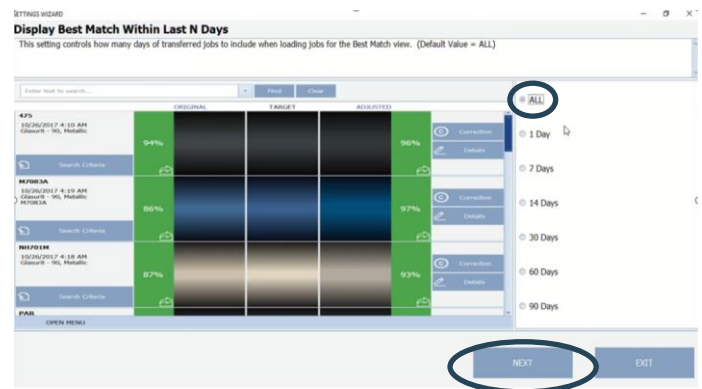 SETTINGS WIZARD
Display Best Match Within Last N Days
This setting controls how many days of transferred jobs to include when loading jobs for the Best Match view. (Default Value = ALL)
Enter text to search...
Find
Clear
ORIGINAL
TARGET
ADJUSTED
475
10/26/2017 4:10 AM
Glasurit - 90, Metallic
94%
96%
Correction
Details
Search Criteria
M7083A
10/26/2017 4:19 AM
Glasurit - 90, Metallic
M7083A
86%
97%
Correction
Details
Search Criteria
NH701M
10/26/2017 4:18 AM
Glasurit - 90, Metallic
87%
93%
Correction
Details
Search Criteria
PAR
OPEN MENU
ALL
1 Day
7 Days
14 Days
30 Days
60 Days
90 Days
NEXT
EXIT